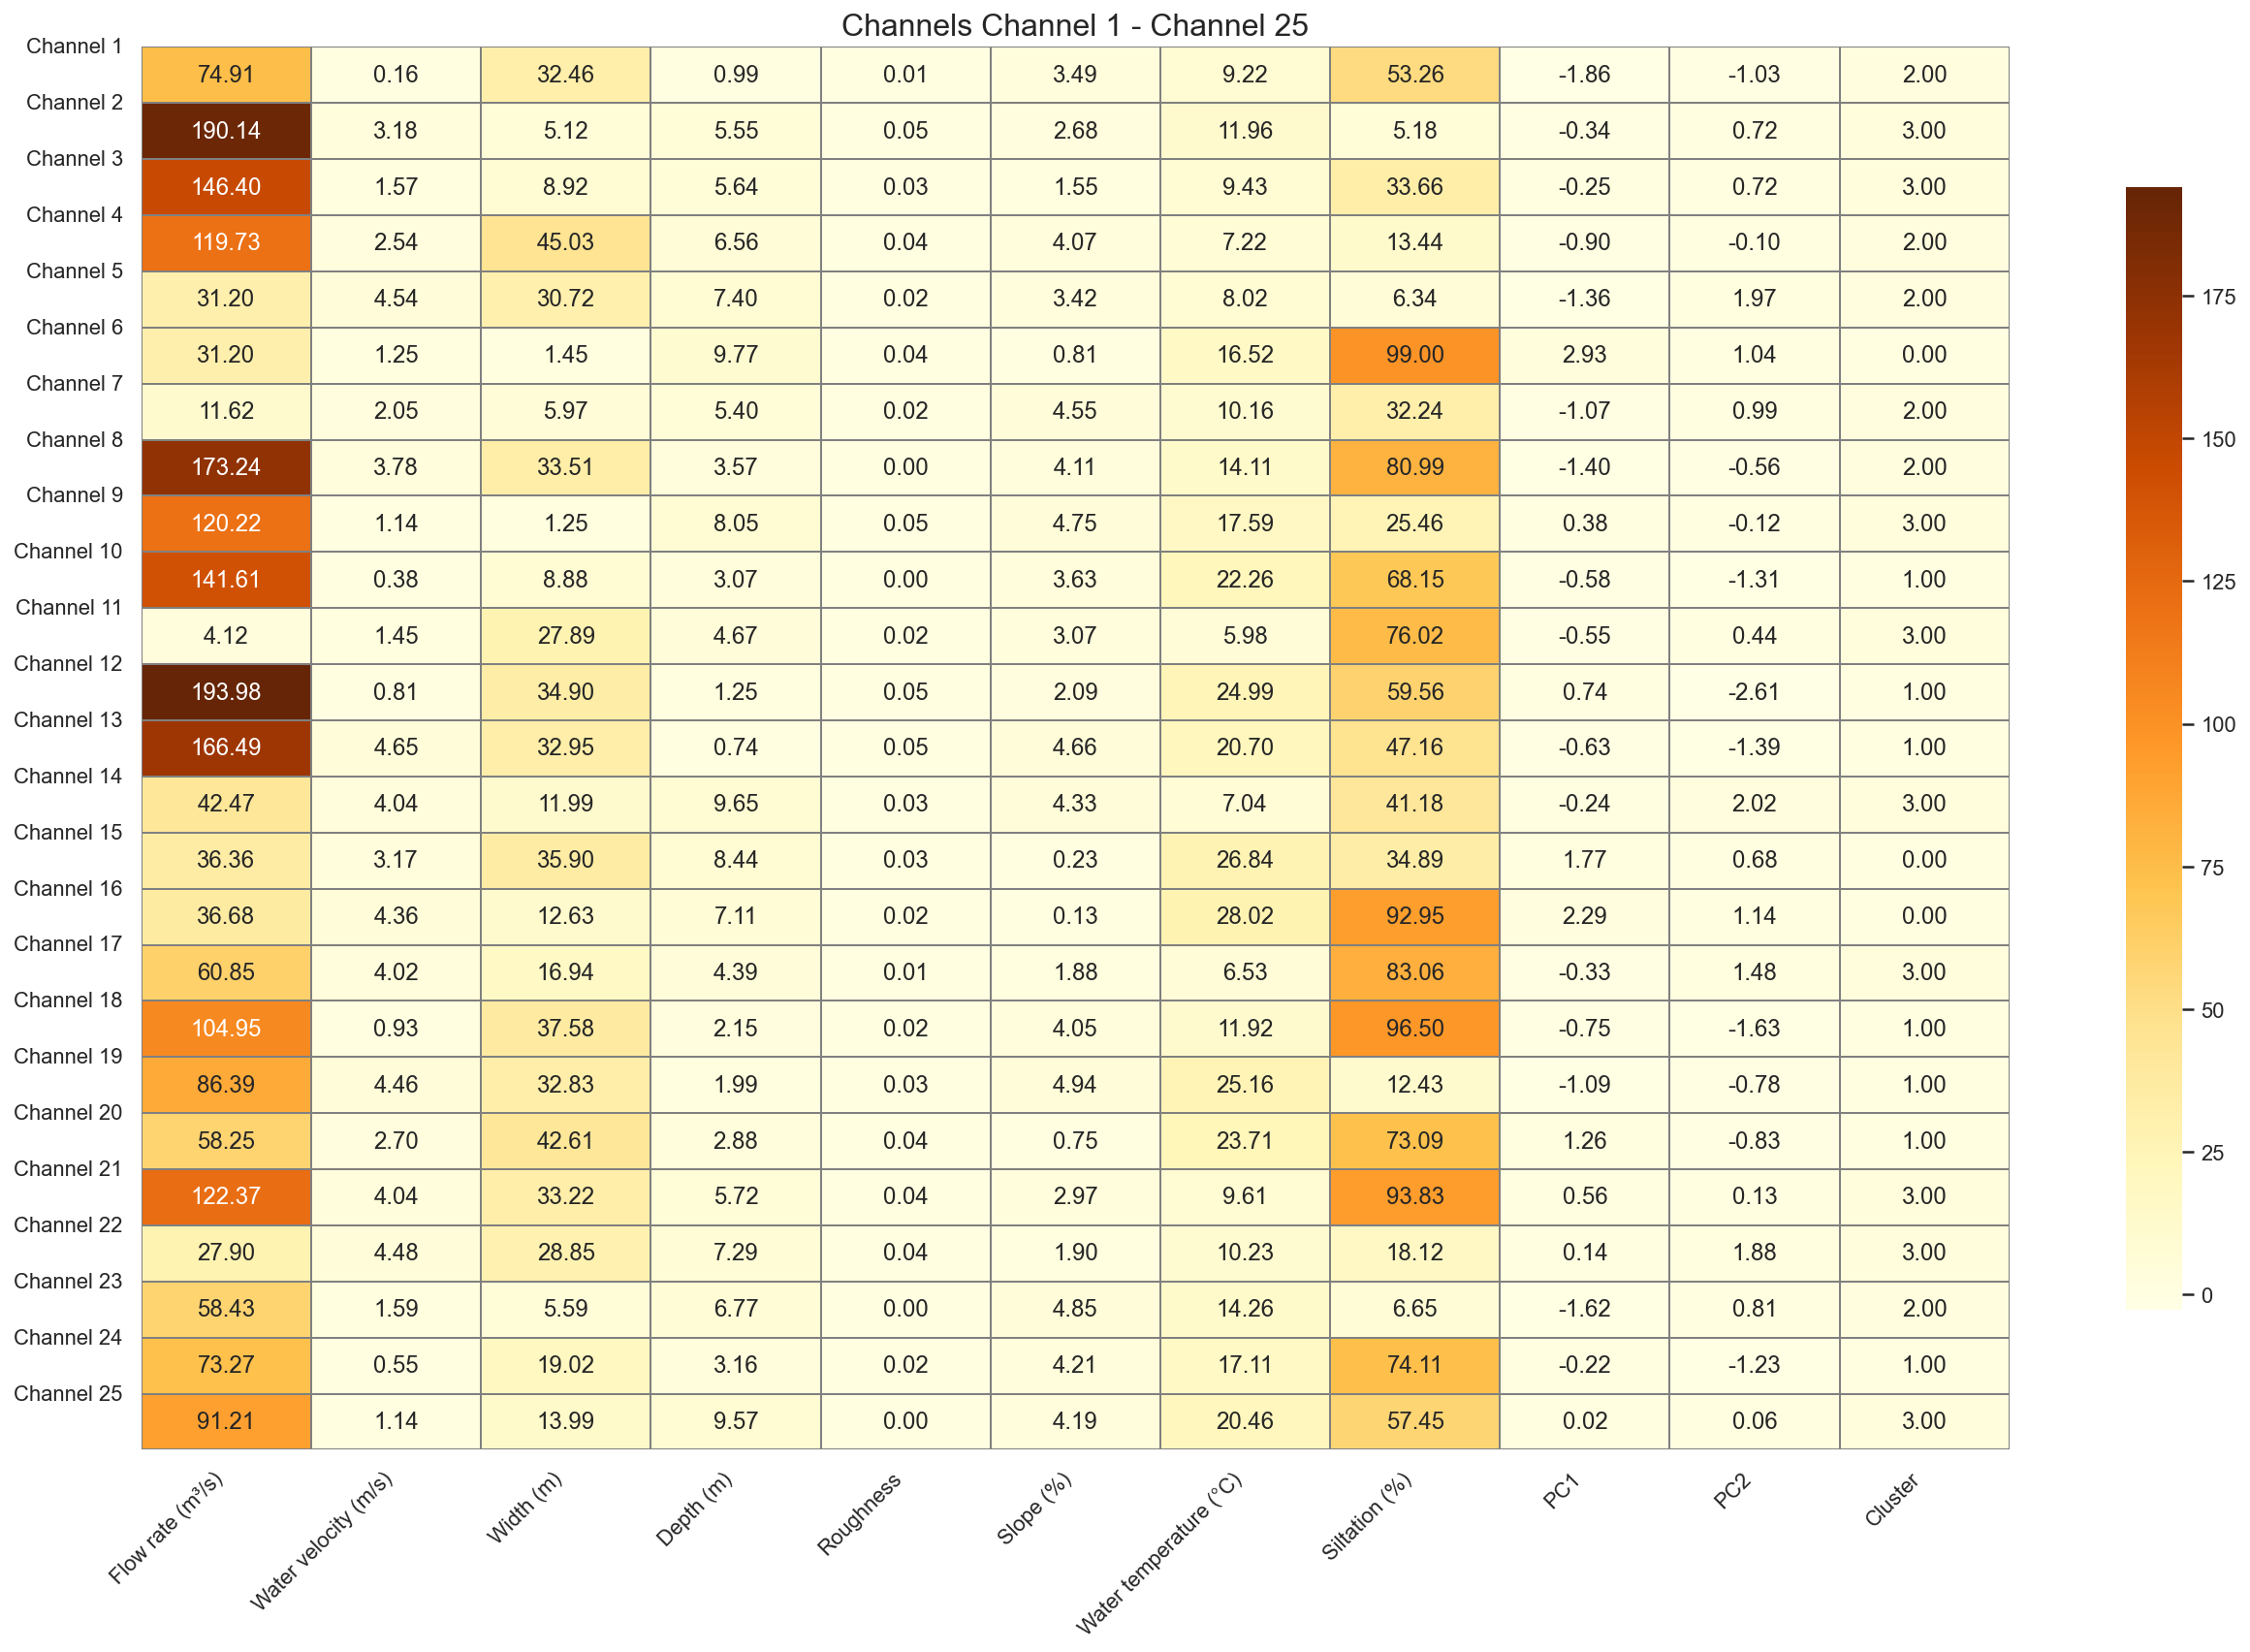 Channels Channel 1 - Channel 25
Channel 1 74.91 0.16 32.46 0.99 0.01 3.49 9.22 53.26 -1.86 -1.03 2.00
Channel 2 190.14 3.18 5.12 5.55 0.05 2.68 11.96 5.18 -0.34 0.72 3.00
Channel 3 146.40 1.57 8.92 5.64 0.03 1.55 9.43 33.66 -0.25 0.72 3.00
Channel 4 119.73 2.54 45.03 6.56 0.04 4.07 7.22 13.44 -0.90 -0.10 2.00
Channel 5 31.20 4.54 30.72 7.40 0.02 3.42 8.02 6.34 -1.36 1.97 2.00
Channel 6 31.20 1.25 1.45 9.77 0.04 0.81 16.52 99.00 2.93 1.04 0.00
Channel 7 11.62 2.05 5.97 5.40 0.02 4.55 10.16 32.24 -1.07 0.99 2.00
Channel 8 173.24 3.78 33.51 3.57 0.00 4.11 14.11 80.99 -1.40 -0.56 2.00
Channel 9 120.22 1.14 1.25 8.05 0.05 4.75 17.59 25.46 0.38 -0.12 3.00
Channel 10 141.61 0.38 8.88 3.07 0.00 3.63 22.26 68.15 -0.58 -1.31 1.00
Channel 11 4.12 1.45 27.89 4.67 0.02 3.07 5.98 76.02 -0.55 0.44 3.00
Channel 12 193.98 0.81 34.90 1.25 0.05 2.09 24.99 59.56 0.74 -2.61 1.00
Channel 13 166.49 4.65 32.95 0.74 0.05 4.66 20.70 47.16 -0.63 -1.39 1.00
Channel 14 42.47 4.04 11.99 9.65 0.03 4.33 7.04 41.18 -0.24 2.02 3.00
Channel 15 36.36 3.17 35.90 8.44 0.03 0.23 26.84 34.89 1.77 0.68 0.00
Channel 16 36.68 4.36 12.63 7.11 0.02 0.13 28.02 92.95 2.29 1.14 0.00
Channel 17 60.85 4.02 16.94 4.39 0.01 1.88 6.53 83.06 -0.33 1.48 3.00
Channel 18 104.95 0.93 37.58 2.15 0.02 4.05 11.92 96.50 -0.75 -1.63 1.00
Channel 19 86.39 4.46 32.83 1.99 0.03 4.94 25.16 12.43 -1.09 -0.78 1.00
Channel 20 58.25 2.70 42.61 2.88 0.04 0.75 23.71 73.09 1.26 -0.83 1.00
Channel 21 122.37 4.04 33.22 5.72 0.04 2.97 9.61 93.83 0.56 0.13 3.00
Channel 22 27.90 4.48 28.85 7.29 0.04 1.90 10.23 18.12 0.14 1.88 3.00
Channel 23 58.43 1.59 5.59 6.77 0.00 4.85 14.26 6.65 -1.62 0.81 2.00
Channel 24 73.27 0.55 19.02 3.16 0.02 4.21 17.11 74.11 -0.22 -1.23 1.00
Channel 25 91.21 1.14 13.99 9.57 0.00 4.19 20.46 57.45 0.02 0.06 3.00
Flow rate (m³/s)
Water velocity (m/s)
Width (m)
Depth (m)
Roughness
Slope (%)
Water temperature (°C)
Siltation (%)
PC1
PC2
Cluster
175
150
125
100
75
50
25
0